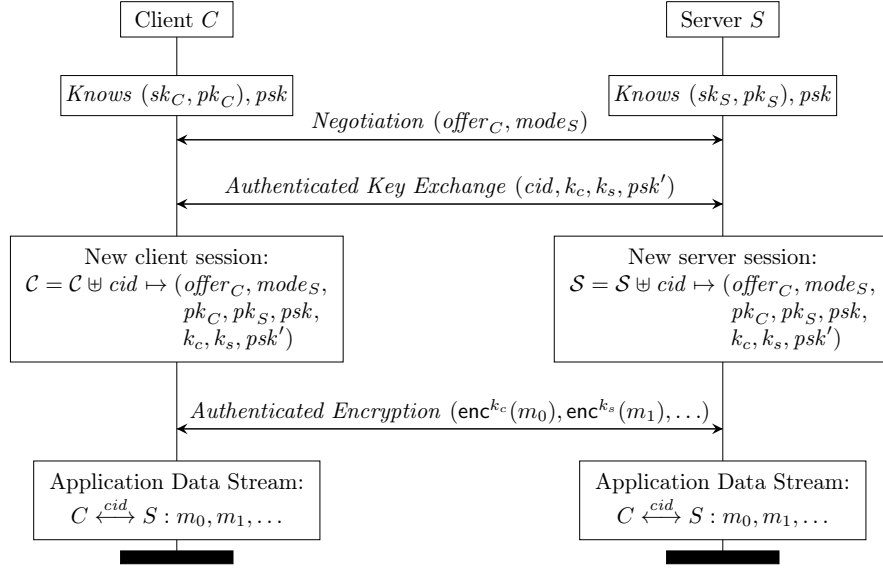 Client C
Server S
Knows (sk_C, pk_C), psk
Knows (sk_S, pk_S), psk
Negotiation (offer_C, mode_S)
Authenticated Key Exchange (cid, k_c, k_s, psk′)
New client session:
𝒞 = 𝒞 ⊎ cid ↦ (offer_C, mode_S,
pk_C, pk_S, psk,
k_c, k_s, psk′)
New server session:
𝒮 = 𝒮 ⊎ cid ↦ (offer_C, mode_S,
pk_C, pk_S, psk,
k_c, k_s, psk′)
Authenticated Encryption (enc^{k_c}(m_0), enc^{k_s}(m_1), …)
Application Data Stream:
C ⟷^{cid} S : m_0, m_1, …
Application Data Stream:
C ⟷^{cid} S : m_0, m_1, …